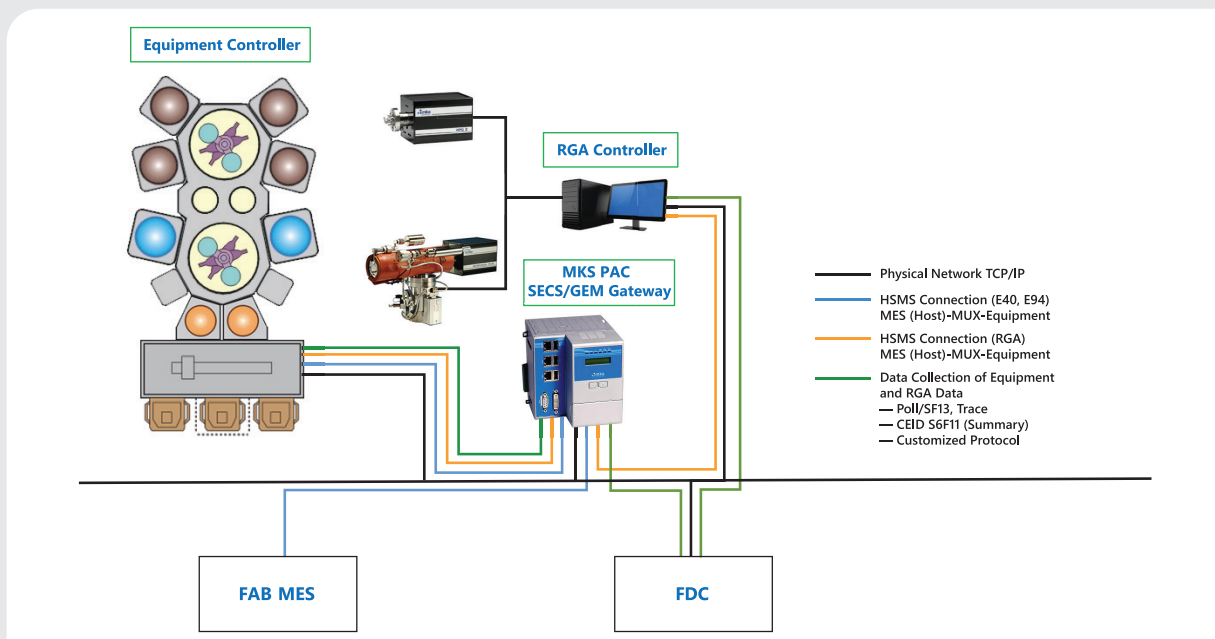 Equipment Controller
RGA Controller
MKS PAC
SECS/GEM Gateway
Physical Network TCP/IP
HSMS Connection (E40, E94)
MES (Host)-MUX-Equipment
HSMS Connection (RGA)
MES (Host)-MUX-Equipment
Data Collection of Equipment
and RGA Data
— Poll/SF13, Trace
— CEID S6F11 (Summary)
— Customized Protocol
FAB MES
FDC